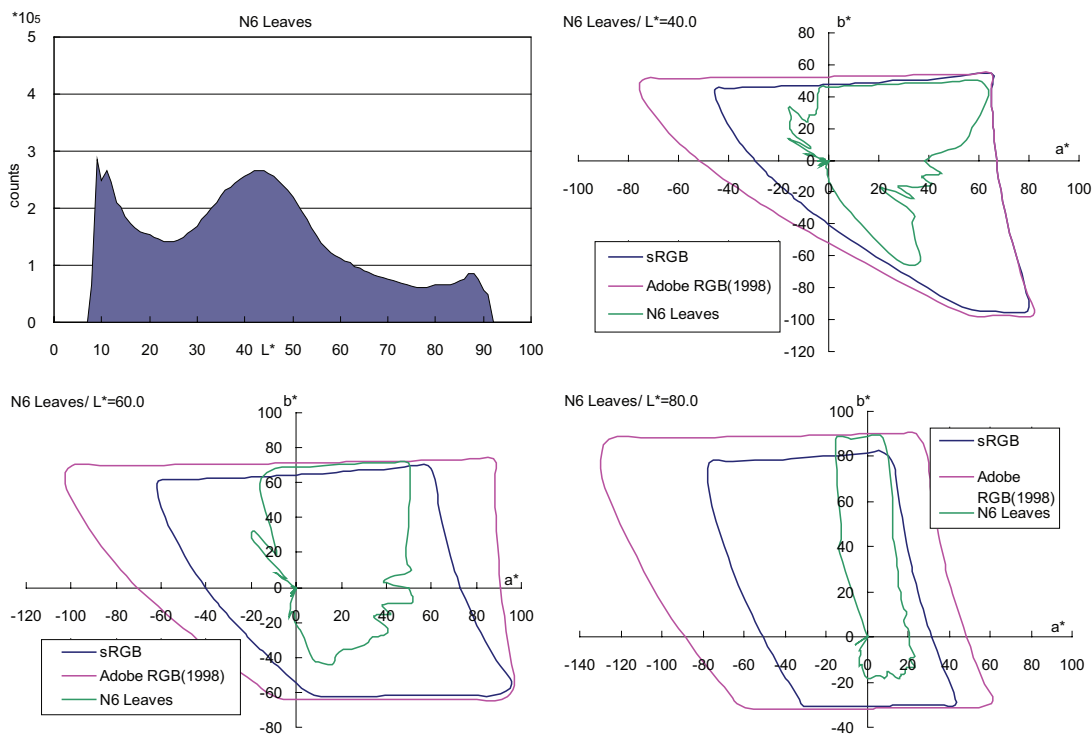 *10⁵
N6 Leaves
5
4
3
2
1
0
counts
0 10 20 30 40 L* 50 60 70 80 90 100
N6 Leaves/ L*=40.0
b*
80
60
40
20
0
-20
-40
-60
-80
-100
-120
a*
-100 -80 -60 -40 -20 0 20 40 60 80 100
sRGB
Adobe RGB(1998)
N6 Leaves
N6 Leaves/ L*=60.0
b*
100
80
60
40
20
0
-20
-40
-60
-80
a*
-120 -100 -80 -60 -40 -20 0 20 40 60 80 100
sRGB
Adobe RGB(1998)
N6 Leaves
N6 Leaves/ L*=80.0
b*
100
80
60
40
20
0
-20
-40
a*
-140 -120 -100 -80 -60 -40 -20 0 20 40 60 80 100
sRGB
Adobe
RGB(1998)
N6 Leaves